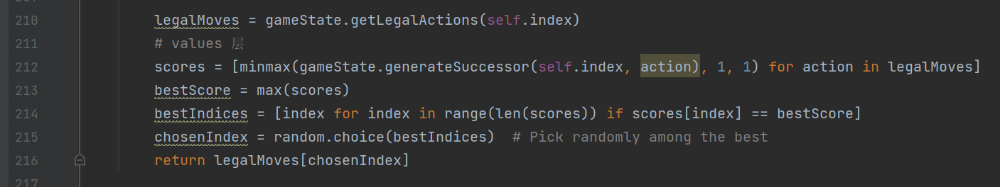 210 legalMoves = gameState.getLegalActions(self.index)
211 # values 层
212 scores = [minmax(gameState.generateSuccessor(self.index, action), 1, 1) for action in legalMoves]
213 bestScore = max(scores)
214 bestIndices = [index for index in range(len(scores)) if scores[index] == bestScore]
215 chosenIndex = random.choice(bestIndices)  # Pick randomly among the best
216 return legalMoves[chosenIndex]
217